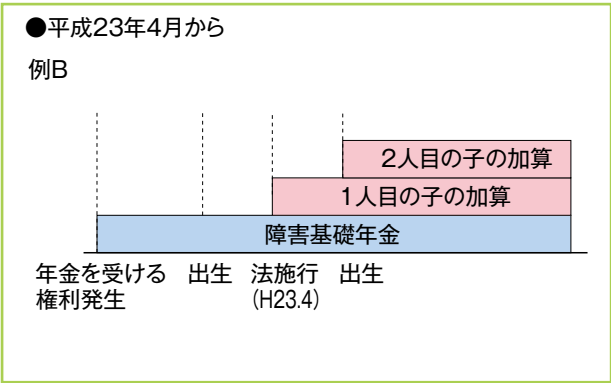 ●平成23年4月から
例B
2人目の子の加算
1人目の子の加算
障害基礎年金
年金を受ける
権利発生
出生
法施行
(H23.4)
出生